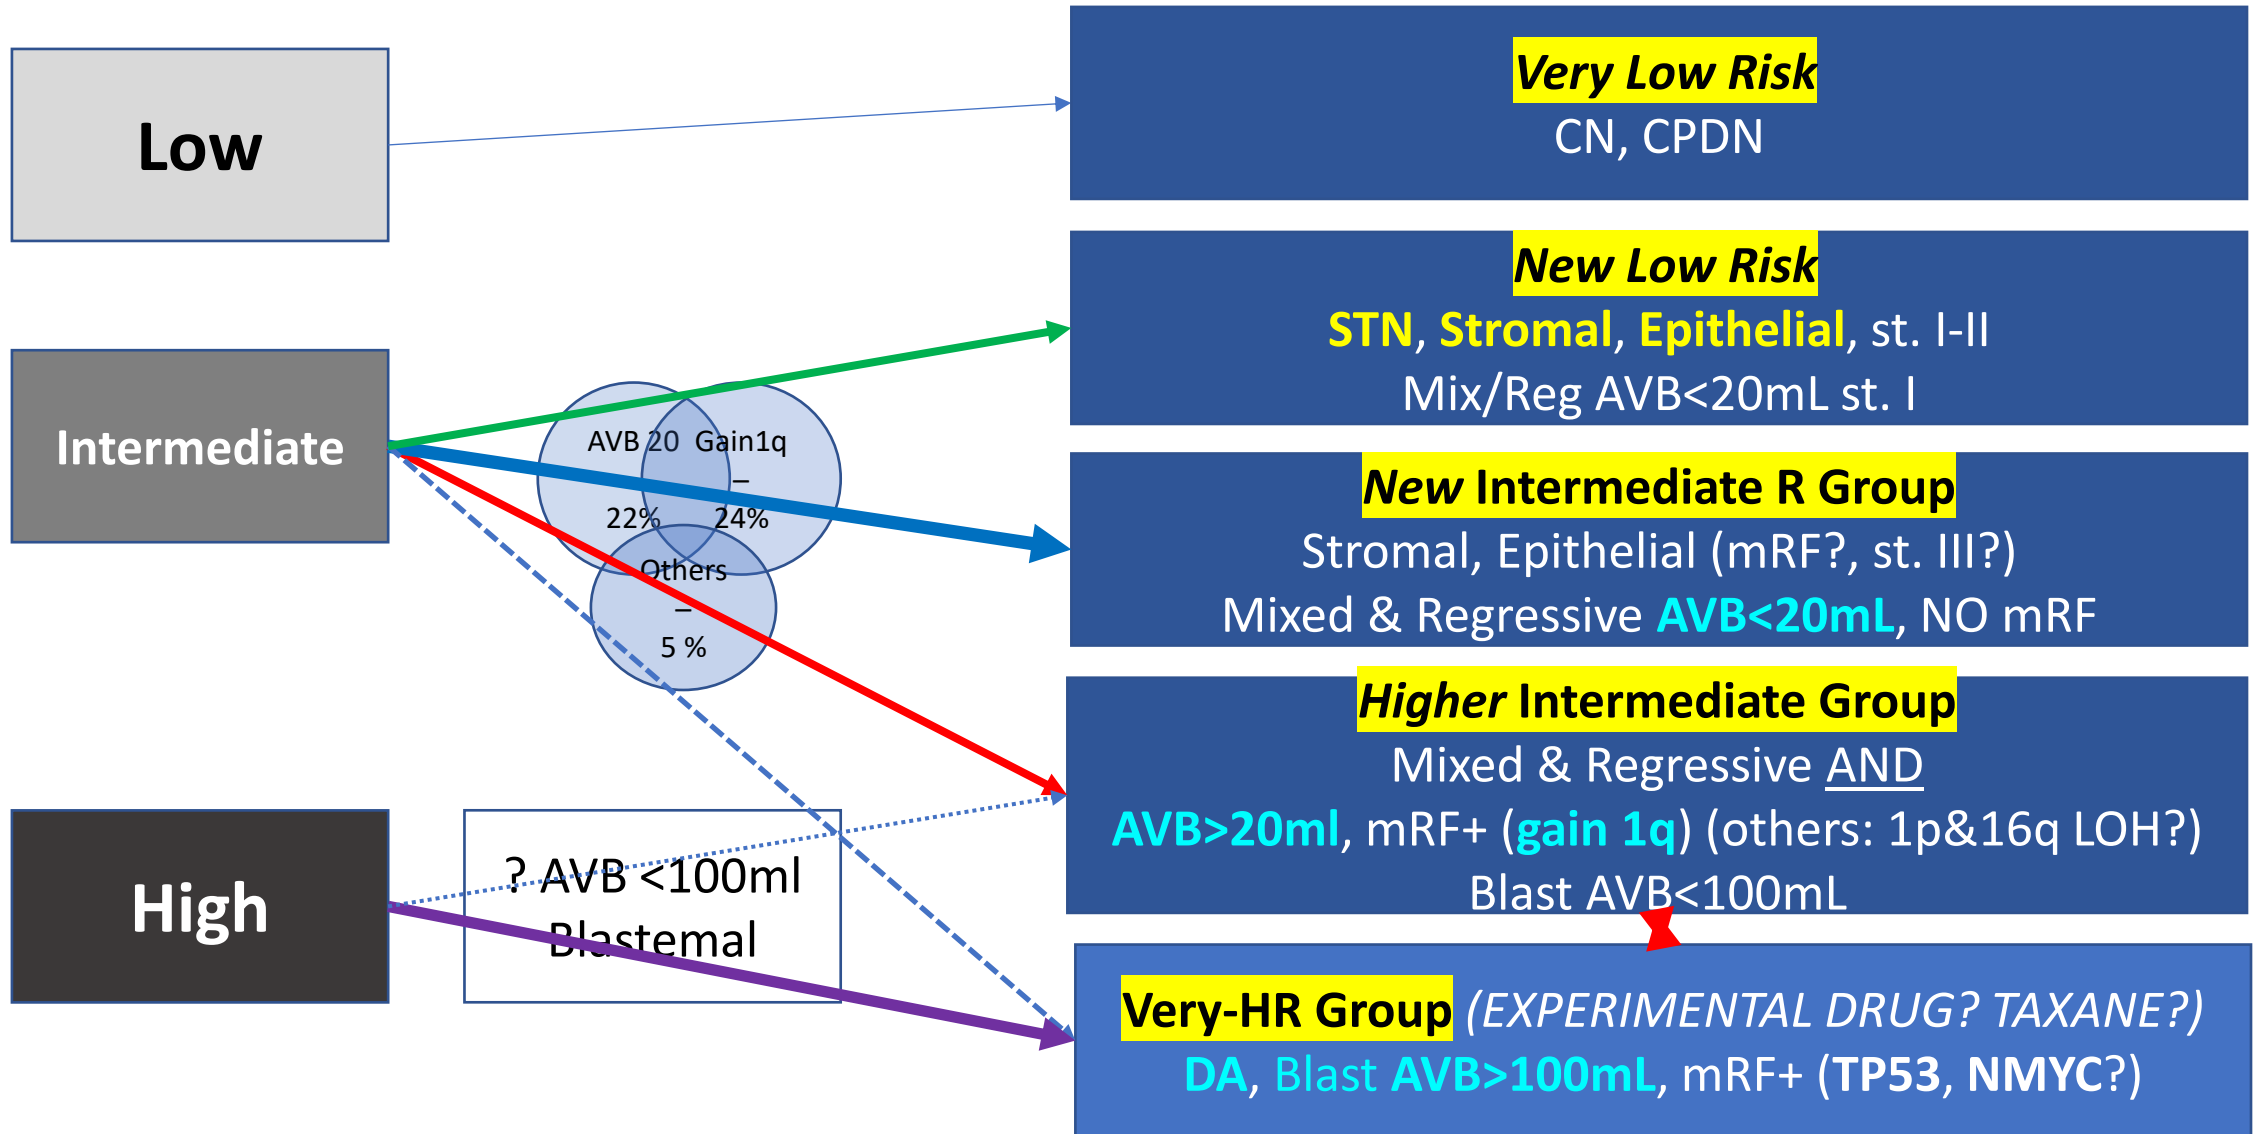 Low
Very Low Risk
CN, CPDN
Intermediate
New Low Risk
STN, Stromal, Epithelial, st. I-II
Mix/Reg AVB<20mL st. I
AVB 20
22%
Gain1q
–
24%
Others
–
5 %
New Intermediate R Group
Stromal, Epithelial (mRF?, st. III?)
Mixed & Regressive AVB<20mL, NO mRF
Higher Intermediate Group
Mixed & Regressive AND
AVB>20ml, mRF+ (gain 1q) (others: 1p&16q LOH?)
Blast AVB<100mL
High
? AVB <100ml
Blastemal
Very-HR Group (EXPERIMENTAL DRUG? TAXANE?)
DA, Blast AVB>100mL, mRF+ (TP53, NMYC?)